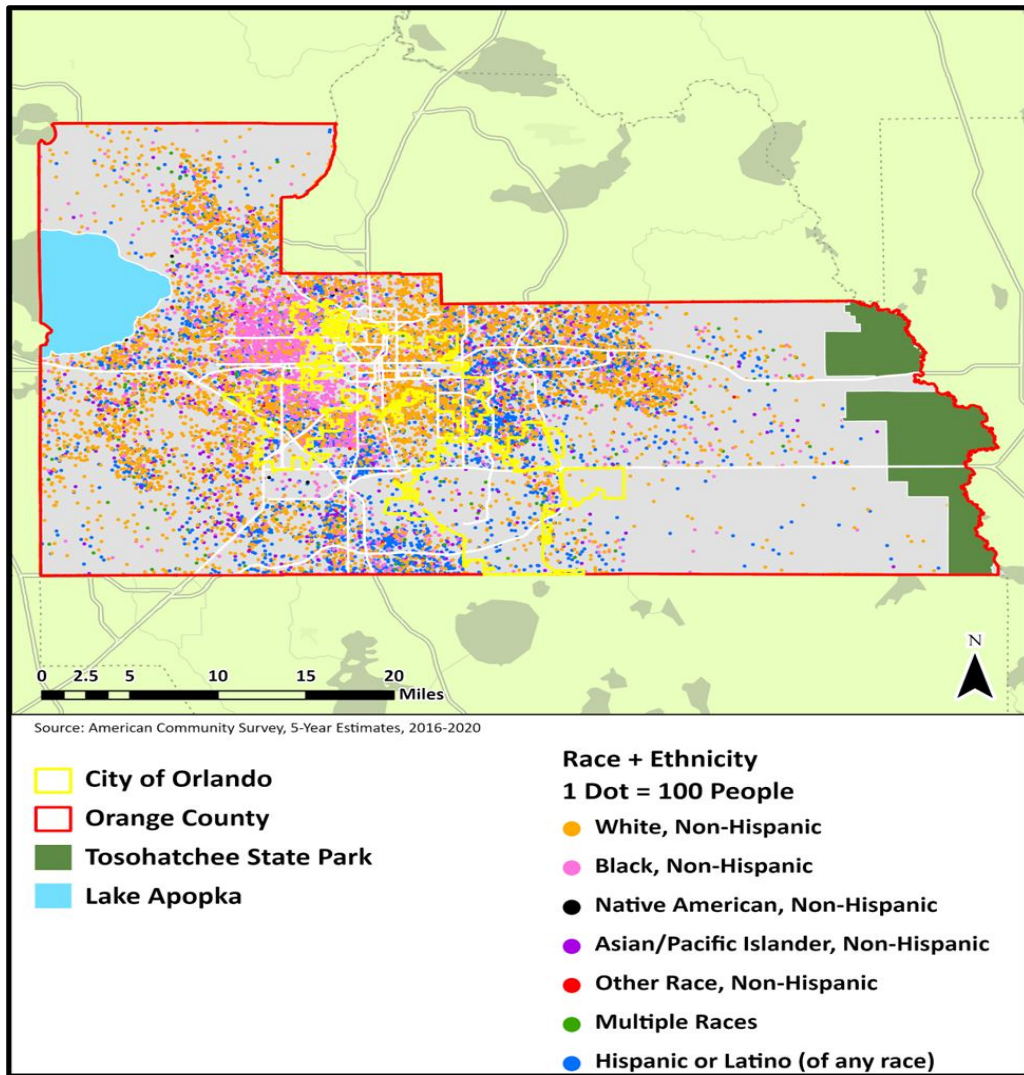 N
0 2.5 5 10 15 20
Miles
Source: American Community Survey, 5-Year Estimates, 2016-2020
City of Orlando
Orange County
Tosohatchee State Park
Lake Apopka
Race + Ethnicity
1 Dot = 100 People
White, Non-Hispanic
Black, Non-Hispanic
Native American, Non-Hispanic
Asian/Pacific Islander, Non-Hispanic
Other Race, Non-Hispanic
Multiple Races
Hispanic or Latino (of any race)